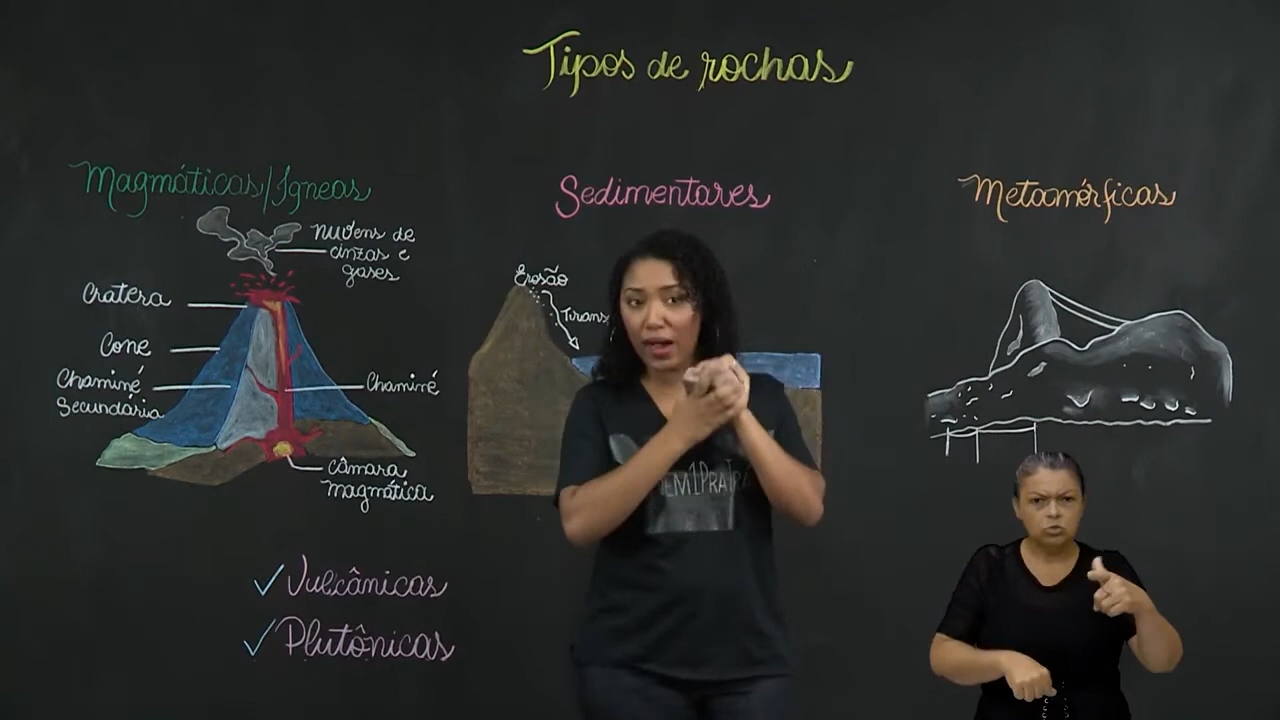 Tipos de rochas
Magmáticas/Ígneas
nuvens de
cinzas e
gases
Cratera
Cone
Chaminé
Secundária
Chaminé
câmara
magmática
✓ Vulcânicas
✓ Plutônicas
Sedimentares
Erosão
Trans
Metamórficas